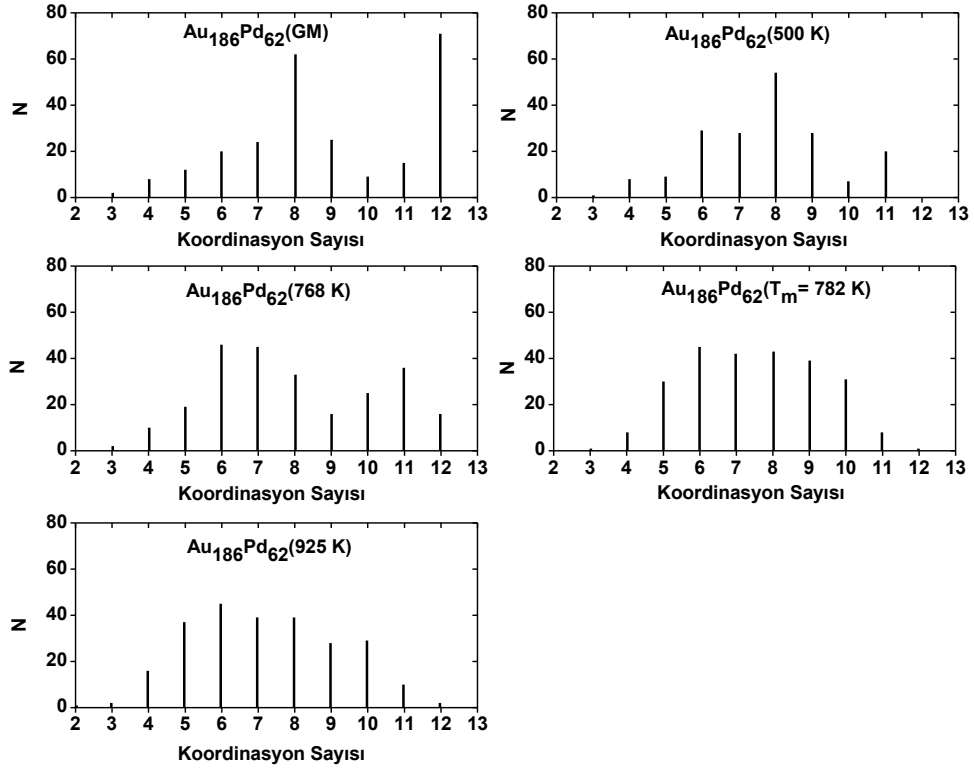 Au186Pd62(GM)
N
80
60
40
20
0
2 3 4 5 6 7 8 9 10 11 12 13
Koordinasyon Sayısı
Au186Pd62(500 K)
N
80
60
40
20
0
2 3 4 5 6 7 8 9 10 11 12 13
Koordinasyon Sayısı
Au186Pd62(768 K)
N
80
60
40
20
0
2 3 4 5 6 7 8 9 10 11 12 13
Koordinasyon Sayısı
Au186Pd62(Tm= 782 K)
N
80
60
40
20
0
2 3 4 5 6 7 8 9 10 11 12 13
Koordinasyon Sayısı
Au186Pd62(925 K)
N
80
60
40
20
0
2 3 4 5 6 7 8 9 10 11 12 13
Koordinasyon Sayısı